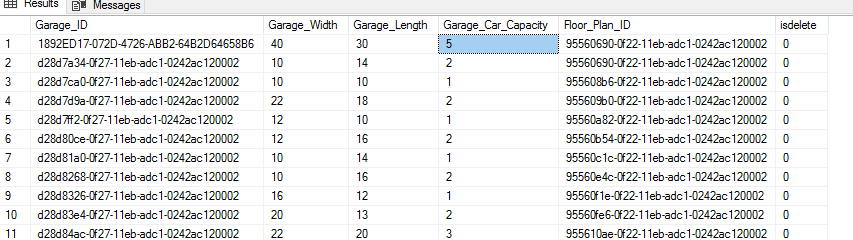 Results Messages
Garage_ID Garage_Width Garage_Length Garage_Car_Capacity Floor_Plan_ID isdelete
1 1892ED17-072D-4726-ABB2-64B2D64658B6 40 30 5 95560690-0f22-11eb-adc1-0242ac120002 0
2 d28d7a34-0f27-11eb-adc1-0242ac120002 10 14 2 95560690-0f22-11eb-adc1-0242ac120002 0
3 d28d7ca0-0f27-11eb-adc1-0242ac120002 10 10 1 955608b6-0f22-11eb-adc1-0242ac120002 0
4 d28d7d9a-0f27-11eb-adc1-0242ac120002 22 18 2 955609b0-0f22-11eb-adc1-0242ac120002 0
5 d28d7ff2-0f27-11eb-adc1-0242ac120002 12 10 1 95560a82-0f22-11eb-adc1-0242ac120002 0
6 d28d80ce-0f27-11eb-adc1-0242ac120002 12 16 2 95560b54-0f22-11eb-adc1-0242ac120002 0
7 d28d81a0-0f27-11eb-adc1-0242ac120002 10 14 1 95560c1c-0f22-11eb-adc1-0242ac120002 0
8 d28d8268-0f27-11eb-adc1-0242ac120002 10 16 2 95560e4c-0f22-11eb-adc1-0242ac120002 0
9 d28d8326-0f27-11eb-adc1-0242ac120002 16 12 1 95560f1e-0f22-11eb-adc1-0242ac120002 0
10 d28d83e4-0f27-11eb-adc1-0242ac120002 20 13 2 95560fe6-0f22-11eb-adc1-0242ac120002 0
11 d28d84ac-0f27-11eb-adc1-0242ac120002 22 20 3 955610ae-0f22-11eb-adc1-0242ac120002 0